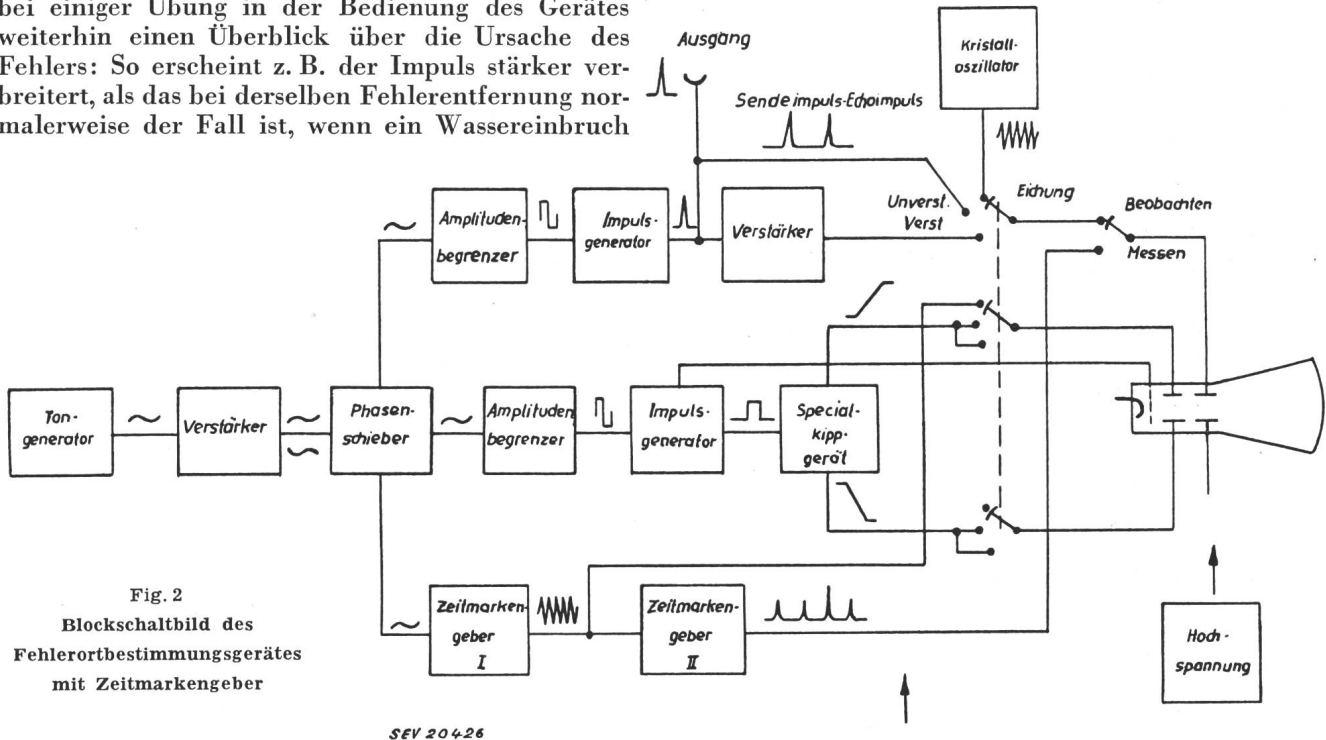 bei einiger Übung in der Bedienung des Gerätes
weiterhin einen Überblick über die Ursache des
Fehlers: So erscheint z. B. der Impuls stärker ver-
breitert, als das bei derselben Fehlerentfernung nor-
malerweise der Fall ist, wenn ein Wassereinbruch
Ausgang
Kristall-
oszillator
Sendeimpuls-Echoimpuls
Amplituden-
begrenzer
Impuls-
generator
Verstärker
Unverst.
Verst
Eichung
Beobachten
Messen
Ton-
generator
Verstärker
Phasen-
schieber
Amplituden
begrenzer
Impuls-
generator
Special-
kipp-
gerät
Zeitmarken-
geber
I
Zeitmarken-
geber
II
Hoch-
spannung
Fig. 2
Blockschaltbild des
Fehlerortbestimmungsgerätes
mit Zeitmarkengeber
SEV 20426